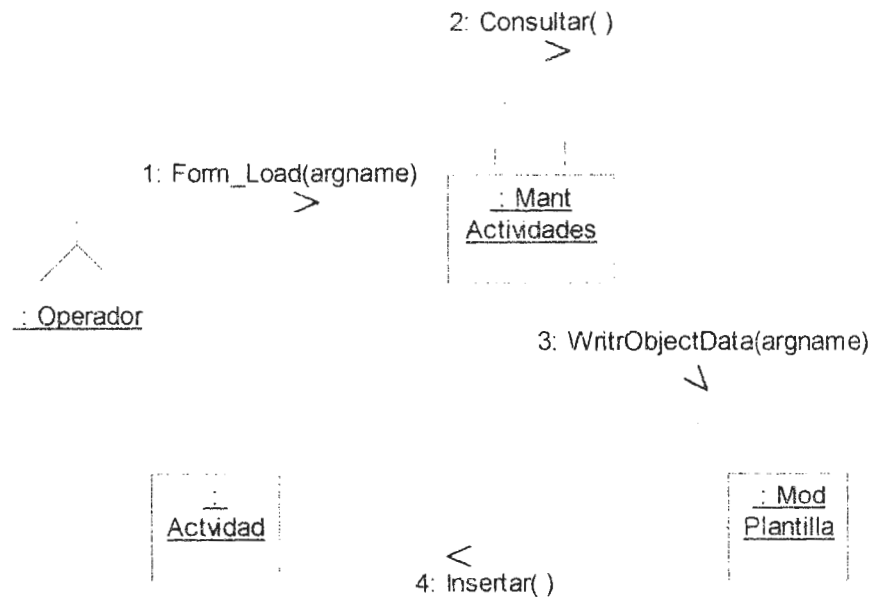 2: Consultar( )
1: Form_Load(argname)
: Mant
Actividades
: Operador
3: WritrObjectData(argname)
:
Actvidad
: Mod
Plantilla
4: Insertar( )